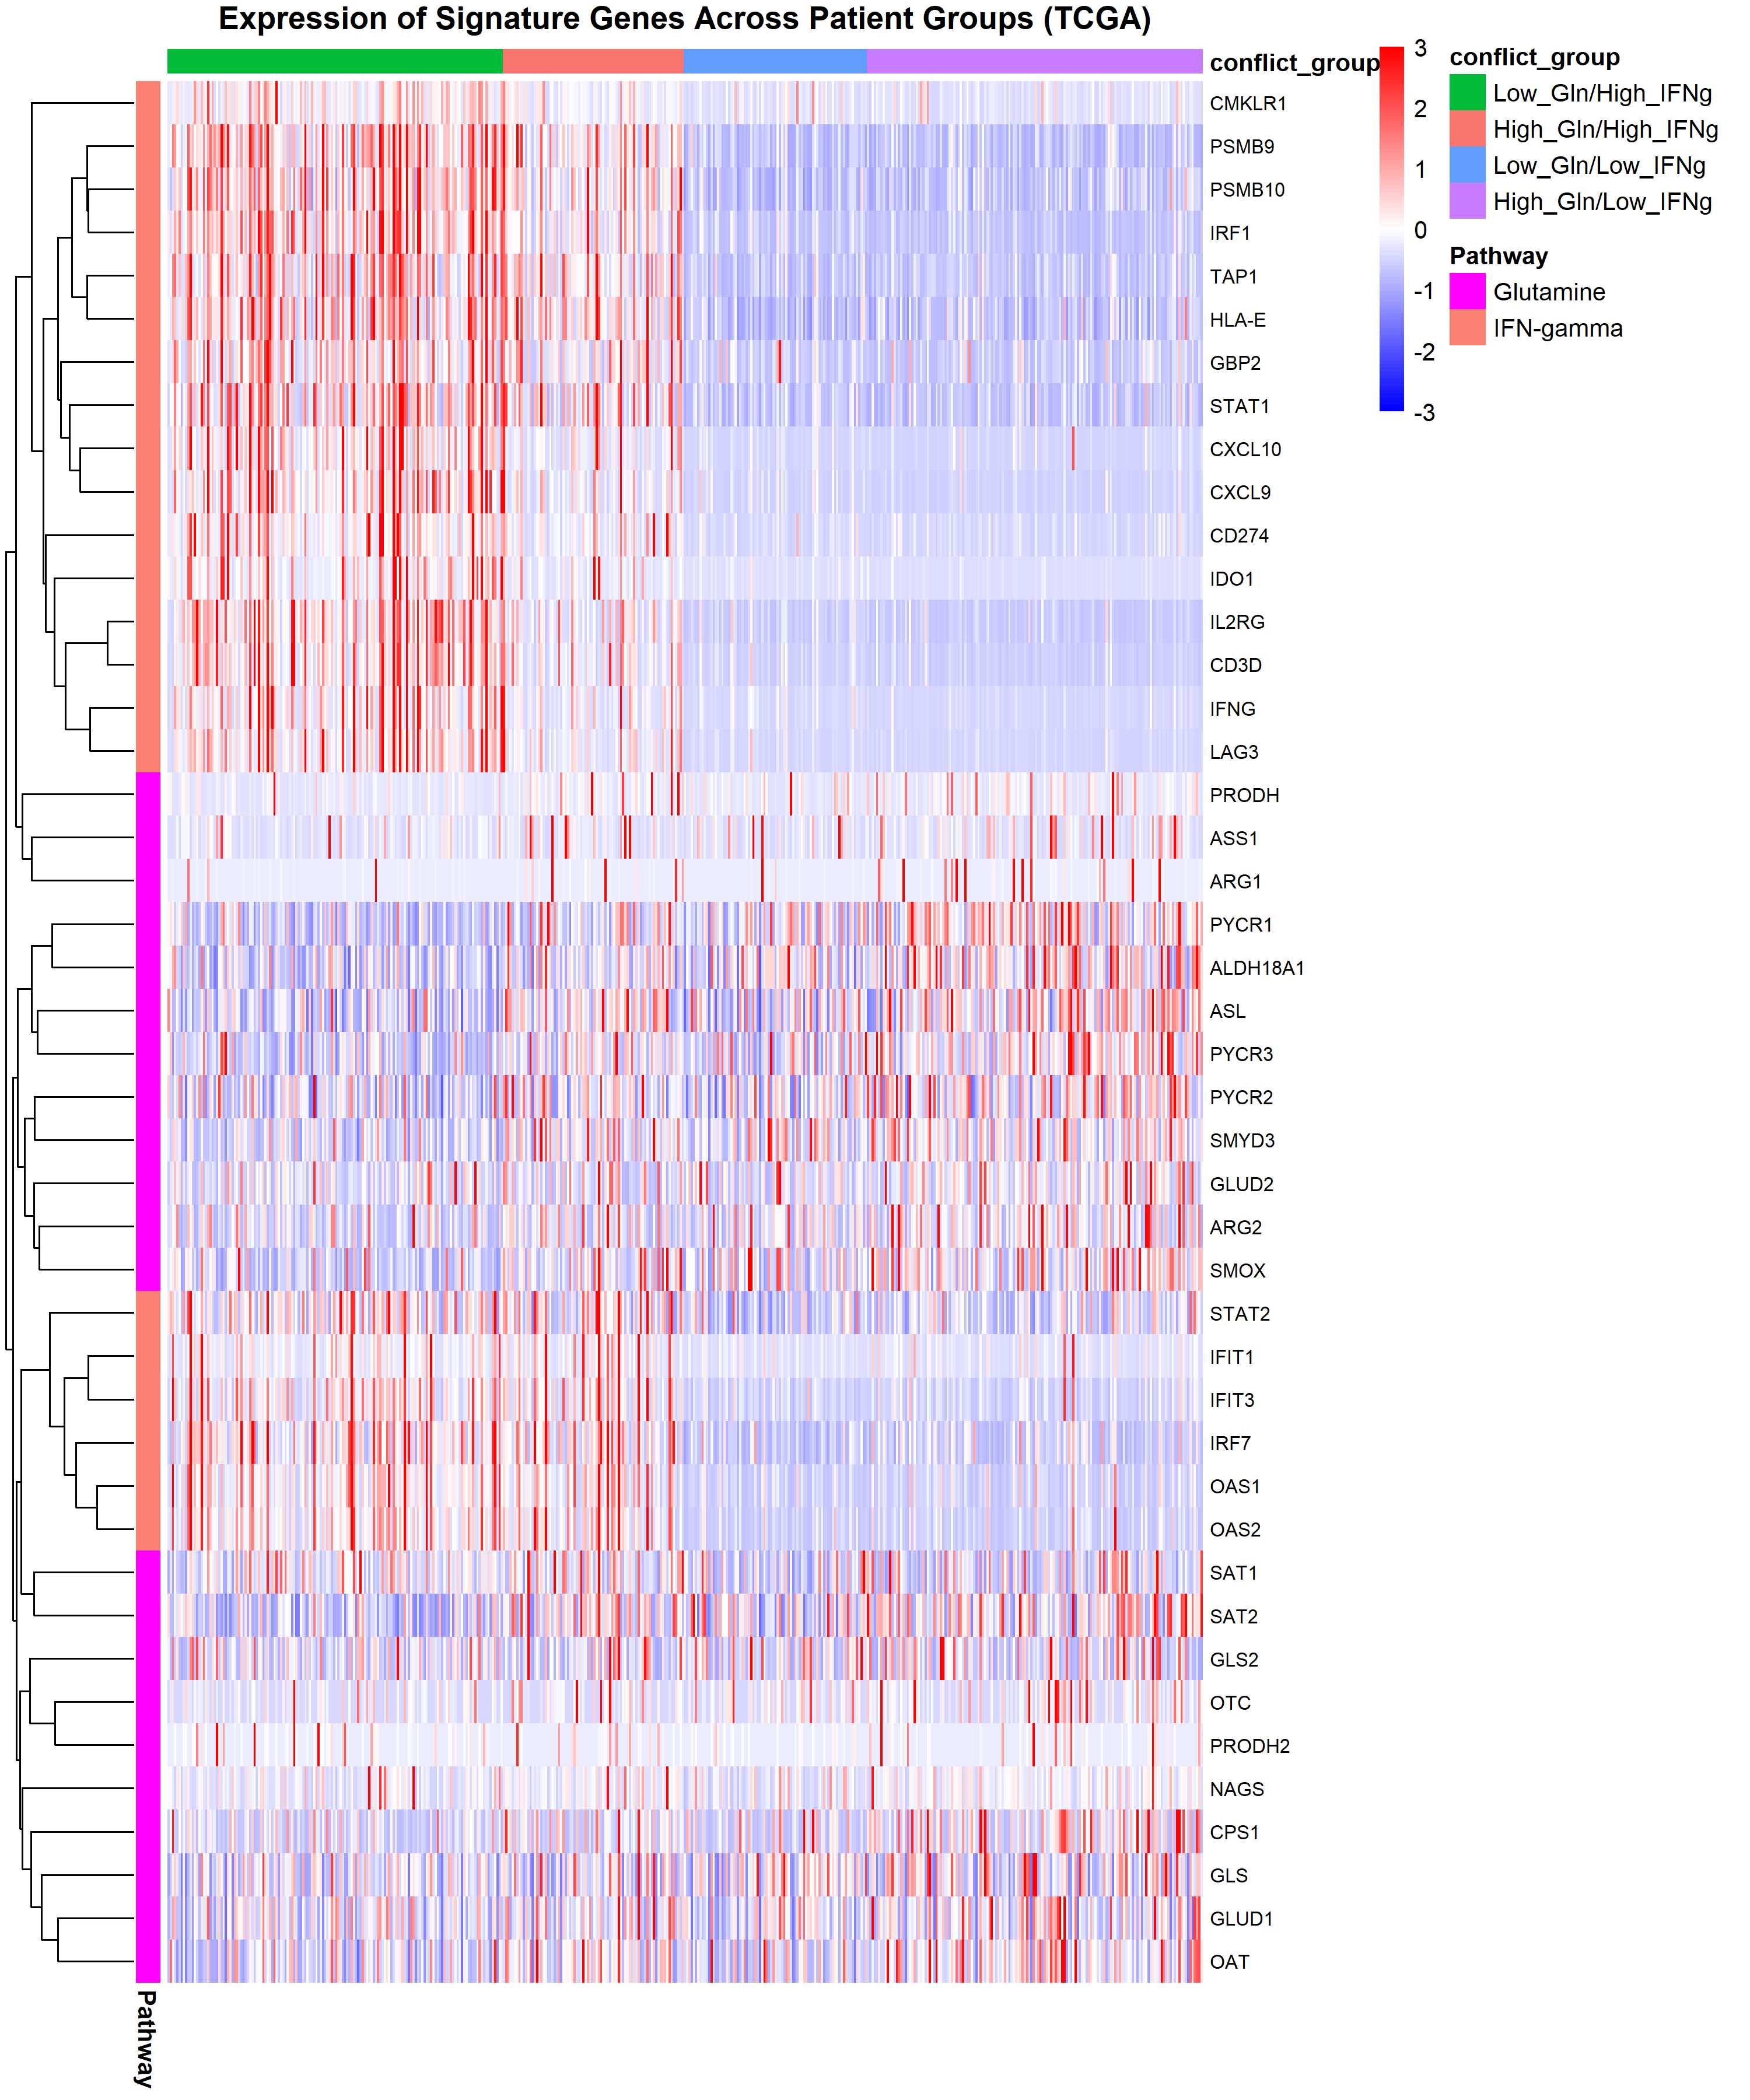 Expression of Signature Genes Across Patient Groups (TCGA)
conflict_group
CMKLR1
PSMB9
PSMB10
IRF1
TAP1
HLA-E
GBP2
STAT1
CXCL10
CXCL9
CD274
IDO1
IL2RG
CD3D
IFNG
LAG3
PRODH
ASS1
ARG1
PYCR1
ALDH18A1
ASL
PYCR3
PYCR2
SMYD3
GLUD2
ARG2
SMOX
STAT2
IFIT1
IFIT3
IRF7
OAS1
OAS2
SAT1
SAT2
GLS2
OTC
PRODH2
NAGS
CPS1
GLS
GLUD1
OAT
Pathway
3
2
1
0
-1
-2
-3
conflict_group
Low_Gln/High_IFNg
High_Gln/High_IFNg
Low_Gln/Low_IFNg
High_Gln/Low_IFNg
Pathway
Glutamine
IFN-gamma